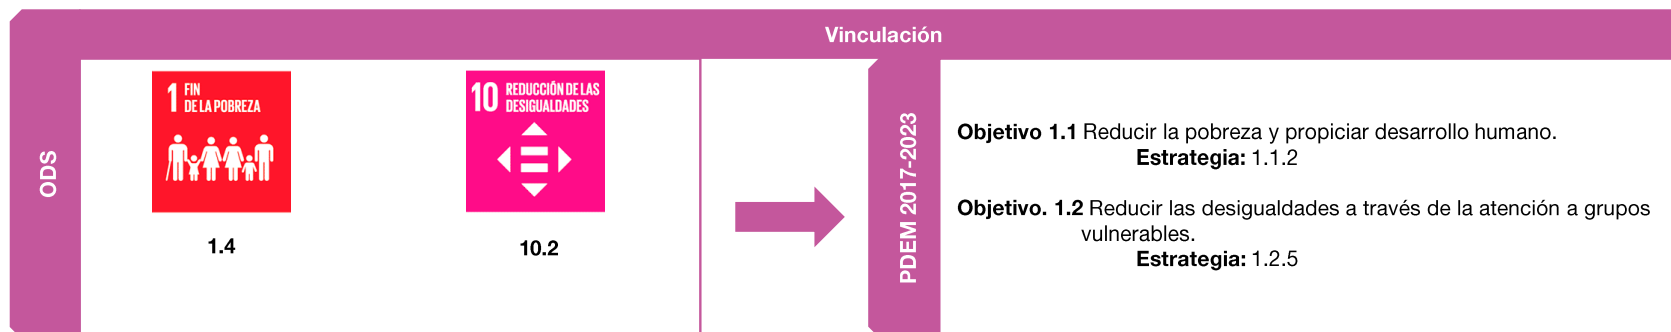 Vinculación
ODS
1 FIN
DE LA POBREZA
1.4
10 REDUCCIÓN DE LAS
DESIGUALDADES
10.2
PDEM 2017-2023
Objetivo 1.1 Reducir la pobreza y propiciar desarrollo humano.
Estrategia: 1.1.2
Objetivo. 1.2 Reducir las desigualdades a través de la atención a grupos
vulnerables.
Estrategia: 1.2.5